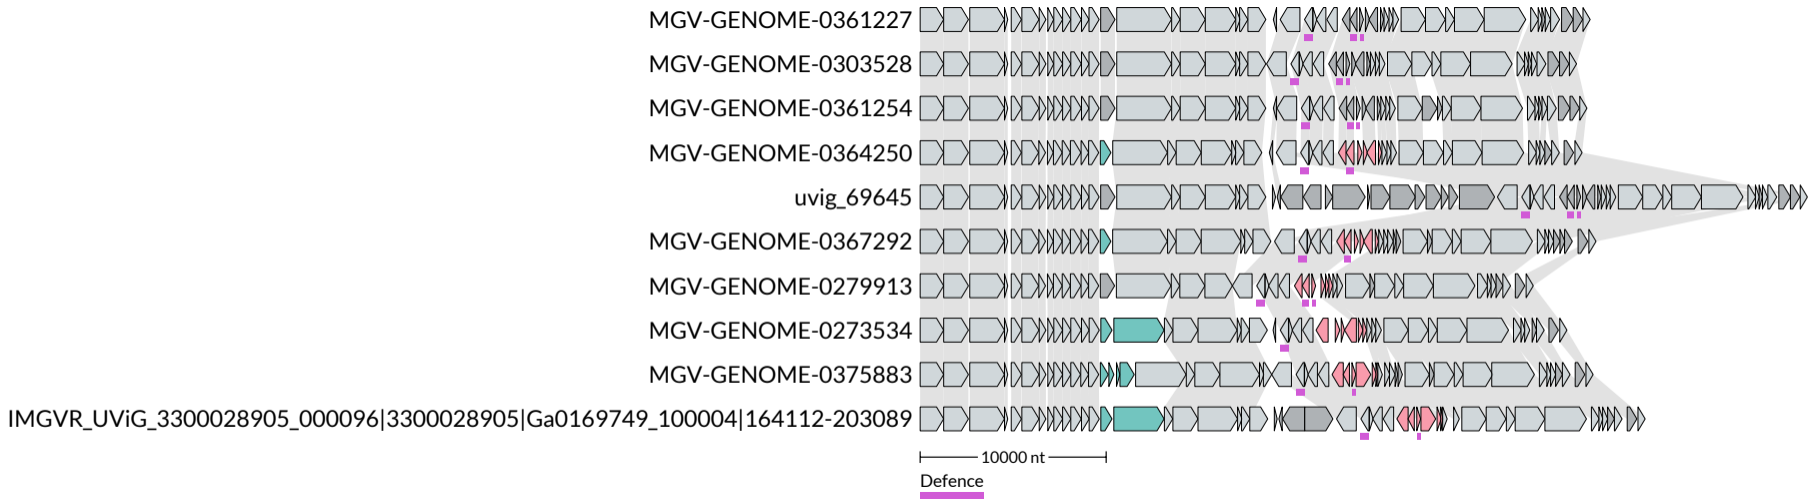 MGV-GENOME-0361227
MGV-GENOME-0303528
MGV-GENOME-0361254
MGV-GENOME-0364250
uvig_69645
MGV-GENOME-0367292
MGV-GENOME-0279913
MGV-GENOME-0273534
MGV-GENOME-0375883
IMGVR_UViG_3300028905_000096|3300028905|Ga0169749_100004|164112-203089
10000 nt
Defence